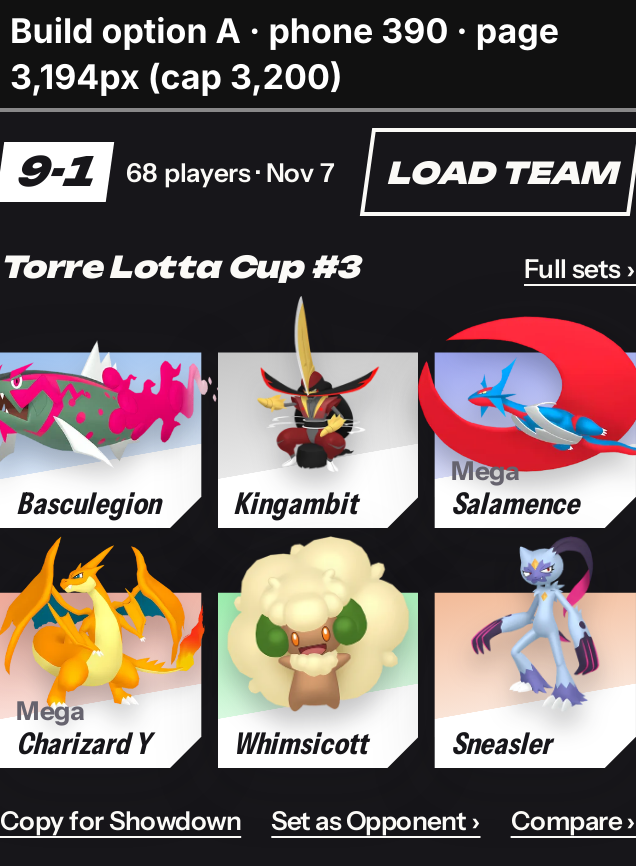 Build option A · phone 390 · page
3,194px (cap 3,200)
9-1
68 players · Nov 7
LOAD TEAM
Torre Lotta Cup #3
Full sets ›
Basculegion
Kingambit
Mega
Salamence
Mega
Charizard Y
Whimsicott
Sneasler
Copy for Showdown
Set as Opponent ›
Compare ›